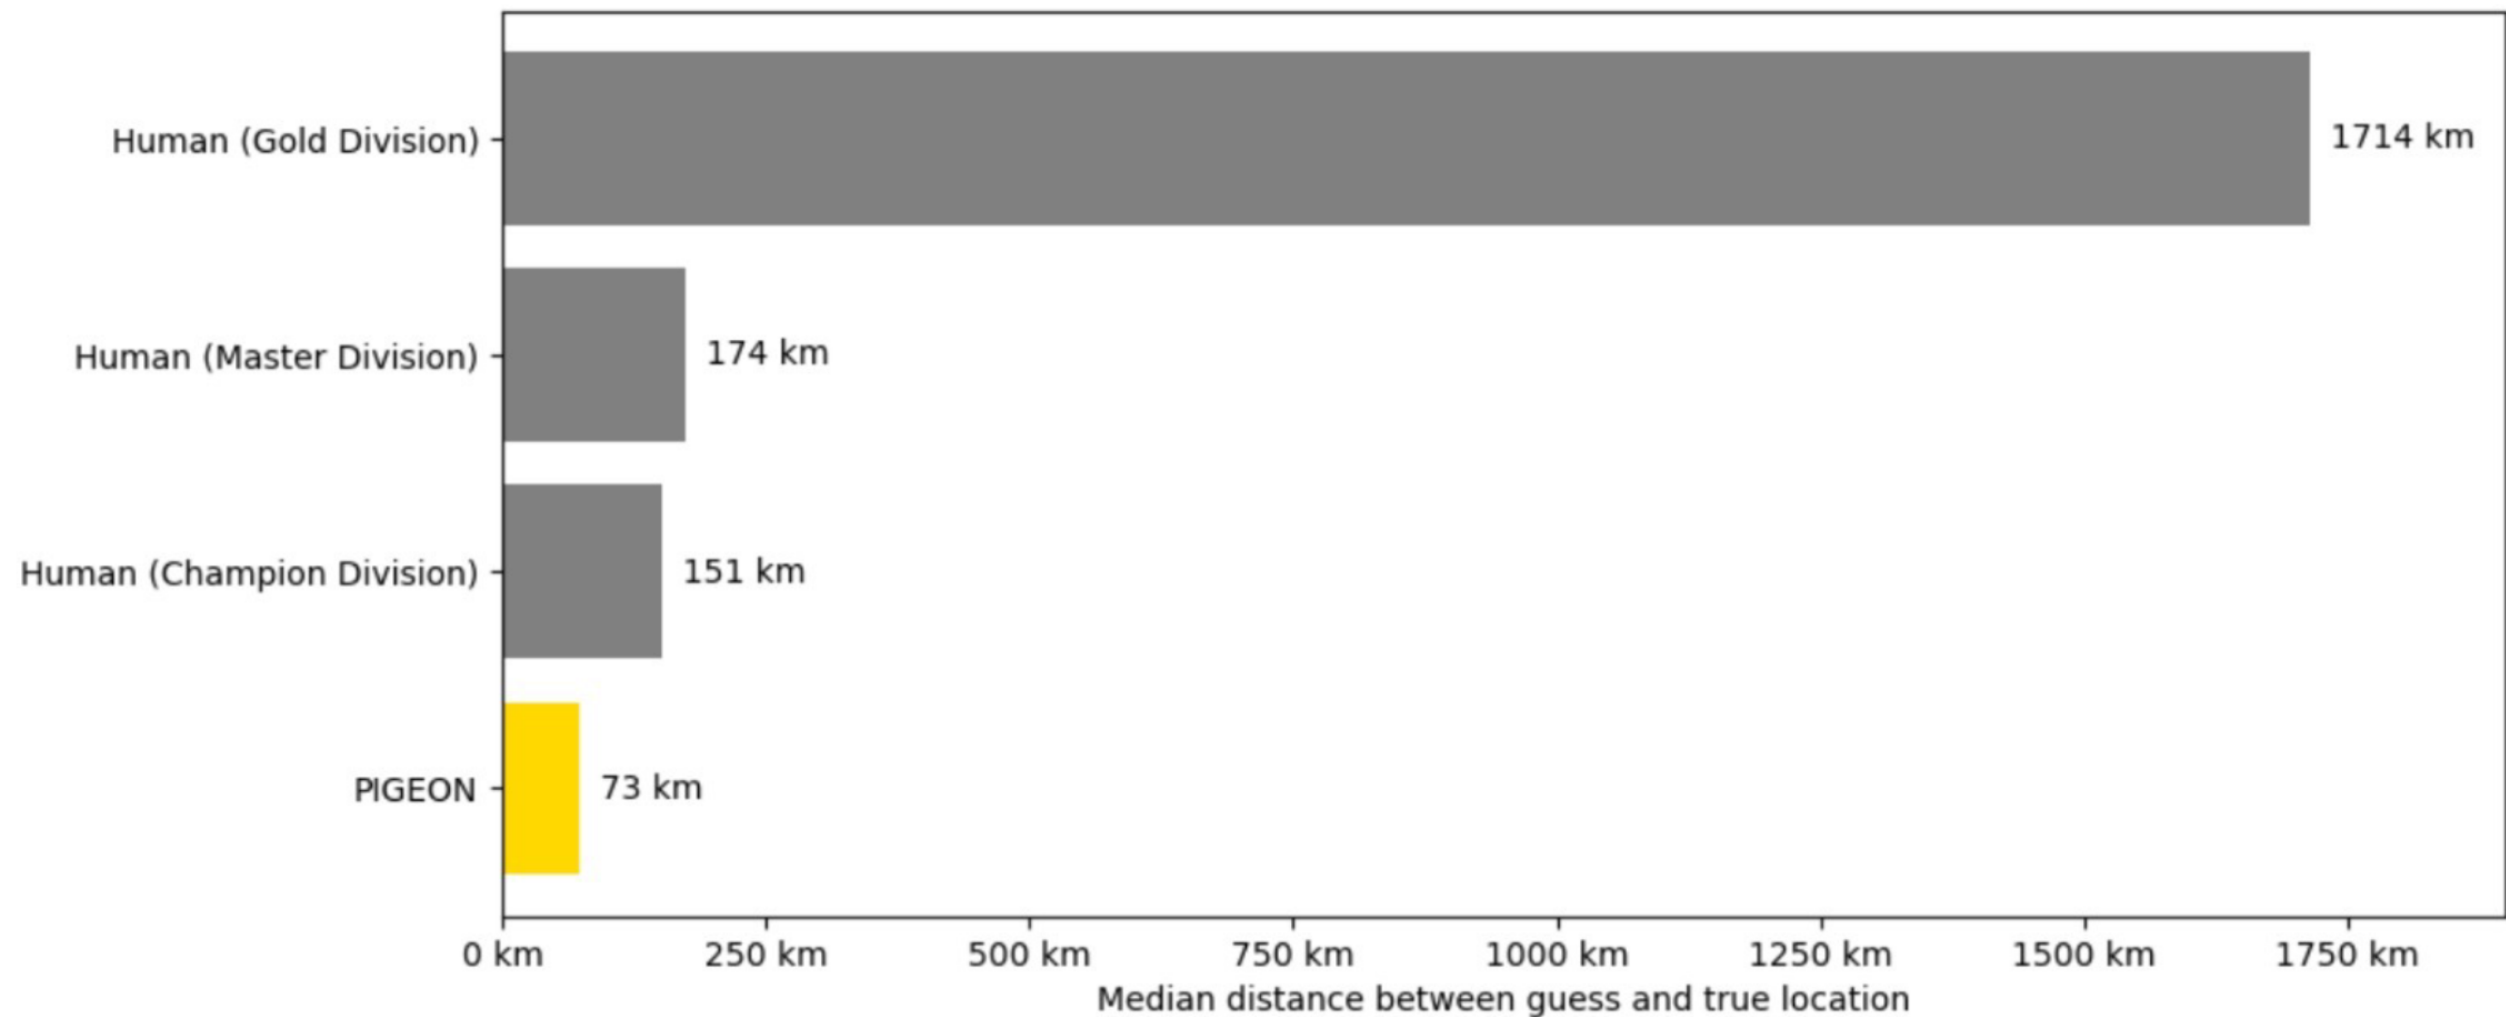 Human (Gold Division)
1714 km
Human (Master Division)
174 km
Human (Champion Division)
151 km
PIGEON
73 km
0 km 250 km 500 km 750 km 1000 km 1250 km 1500 km 1750 km
Median distance between guess and true location